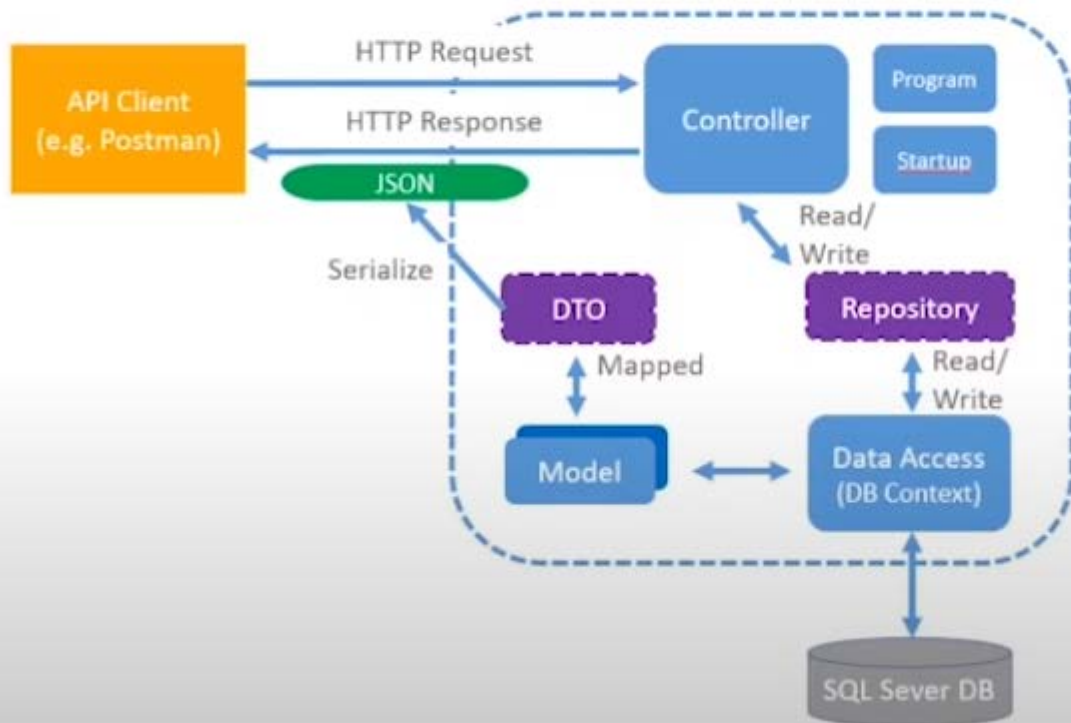 HTTP Request
API Client
(e.g. Postman)
HTTP Response
JSON
Controller
Program
Startup
Read/
Write
Serialize
DTO
Repository
Mapped
Read/
Write
Model
Data Access
(DB Context)
SQL Sever DB